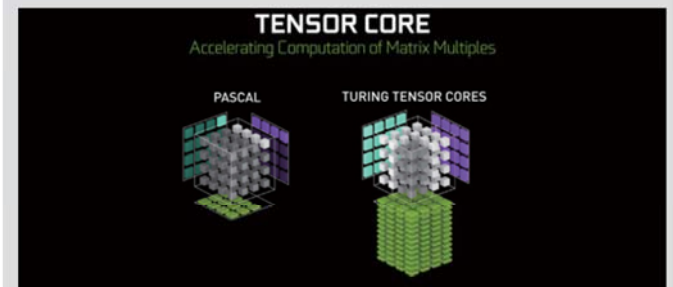 TENSOR CORE
Accelerating Computation of Matrix Multiples
PASCAL
TURING TENSOR CORES